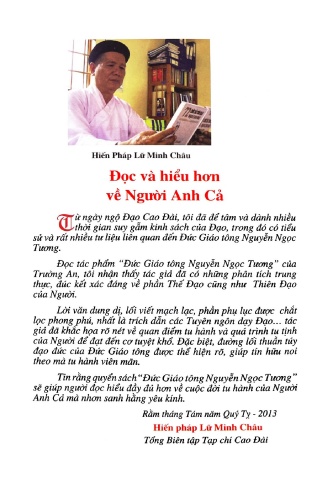 Hiến Pháp Lữ Minh Châu
Đọc và hiểu hơn
về Người Anh Cả
Từ ngày ngộ Đạo Cao Đài, tôi đã để tâm và dành nhiều
thời gian suy gẫm kinh sách của Đạo, trong đó có tiểu
sử và rất nhiều tư liệu liên quan đến Đức Giáo tông Nguyễn Ngọc
Tương.
Đọc tác phẩm “Đức Giáo tông Nguyễn Ngọc Tương” của
Trường An, tôi nhận thấy tác giả đã có những phân tích trung
thực, đúc kết xác đáng về phần Thế Đạo cũng như Thiên Đạo
của Người.
Lời văn dung dị, lối viết mạch lạc, phần phụ lục được chắt
lọc phong phú, nhất là trích dẫn các Tuyên ngôn dạy Đạo... tác
giả đã khắc họa rõ nét về quan điểm tu hành và quá trình tu tịnh
của Người để đạt đến cơ tuyệt khổ. Đặc biệt, đường lối thuần túy
đạo đức của Đức Giáo tông được thể hiện rõ, giúp tín hữu noi
theo mà tu hành viên mãn.
Tin rằng quyển sách “Đức Giáo tông Nguyễn Ngọc Tương”
sẽ giúp người đọc hiểu đầy đủ hơn về cuộc đời tu hành của Người
Anh Cả mà nhơn sanh hằng yêu kính.
Rằm tháng Tám năm Quý Tỵ - 2013
Hiến pháp Lữ Minh Châu
Tổng Biên tập Tạp chí Cao Đài